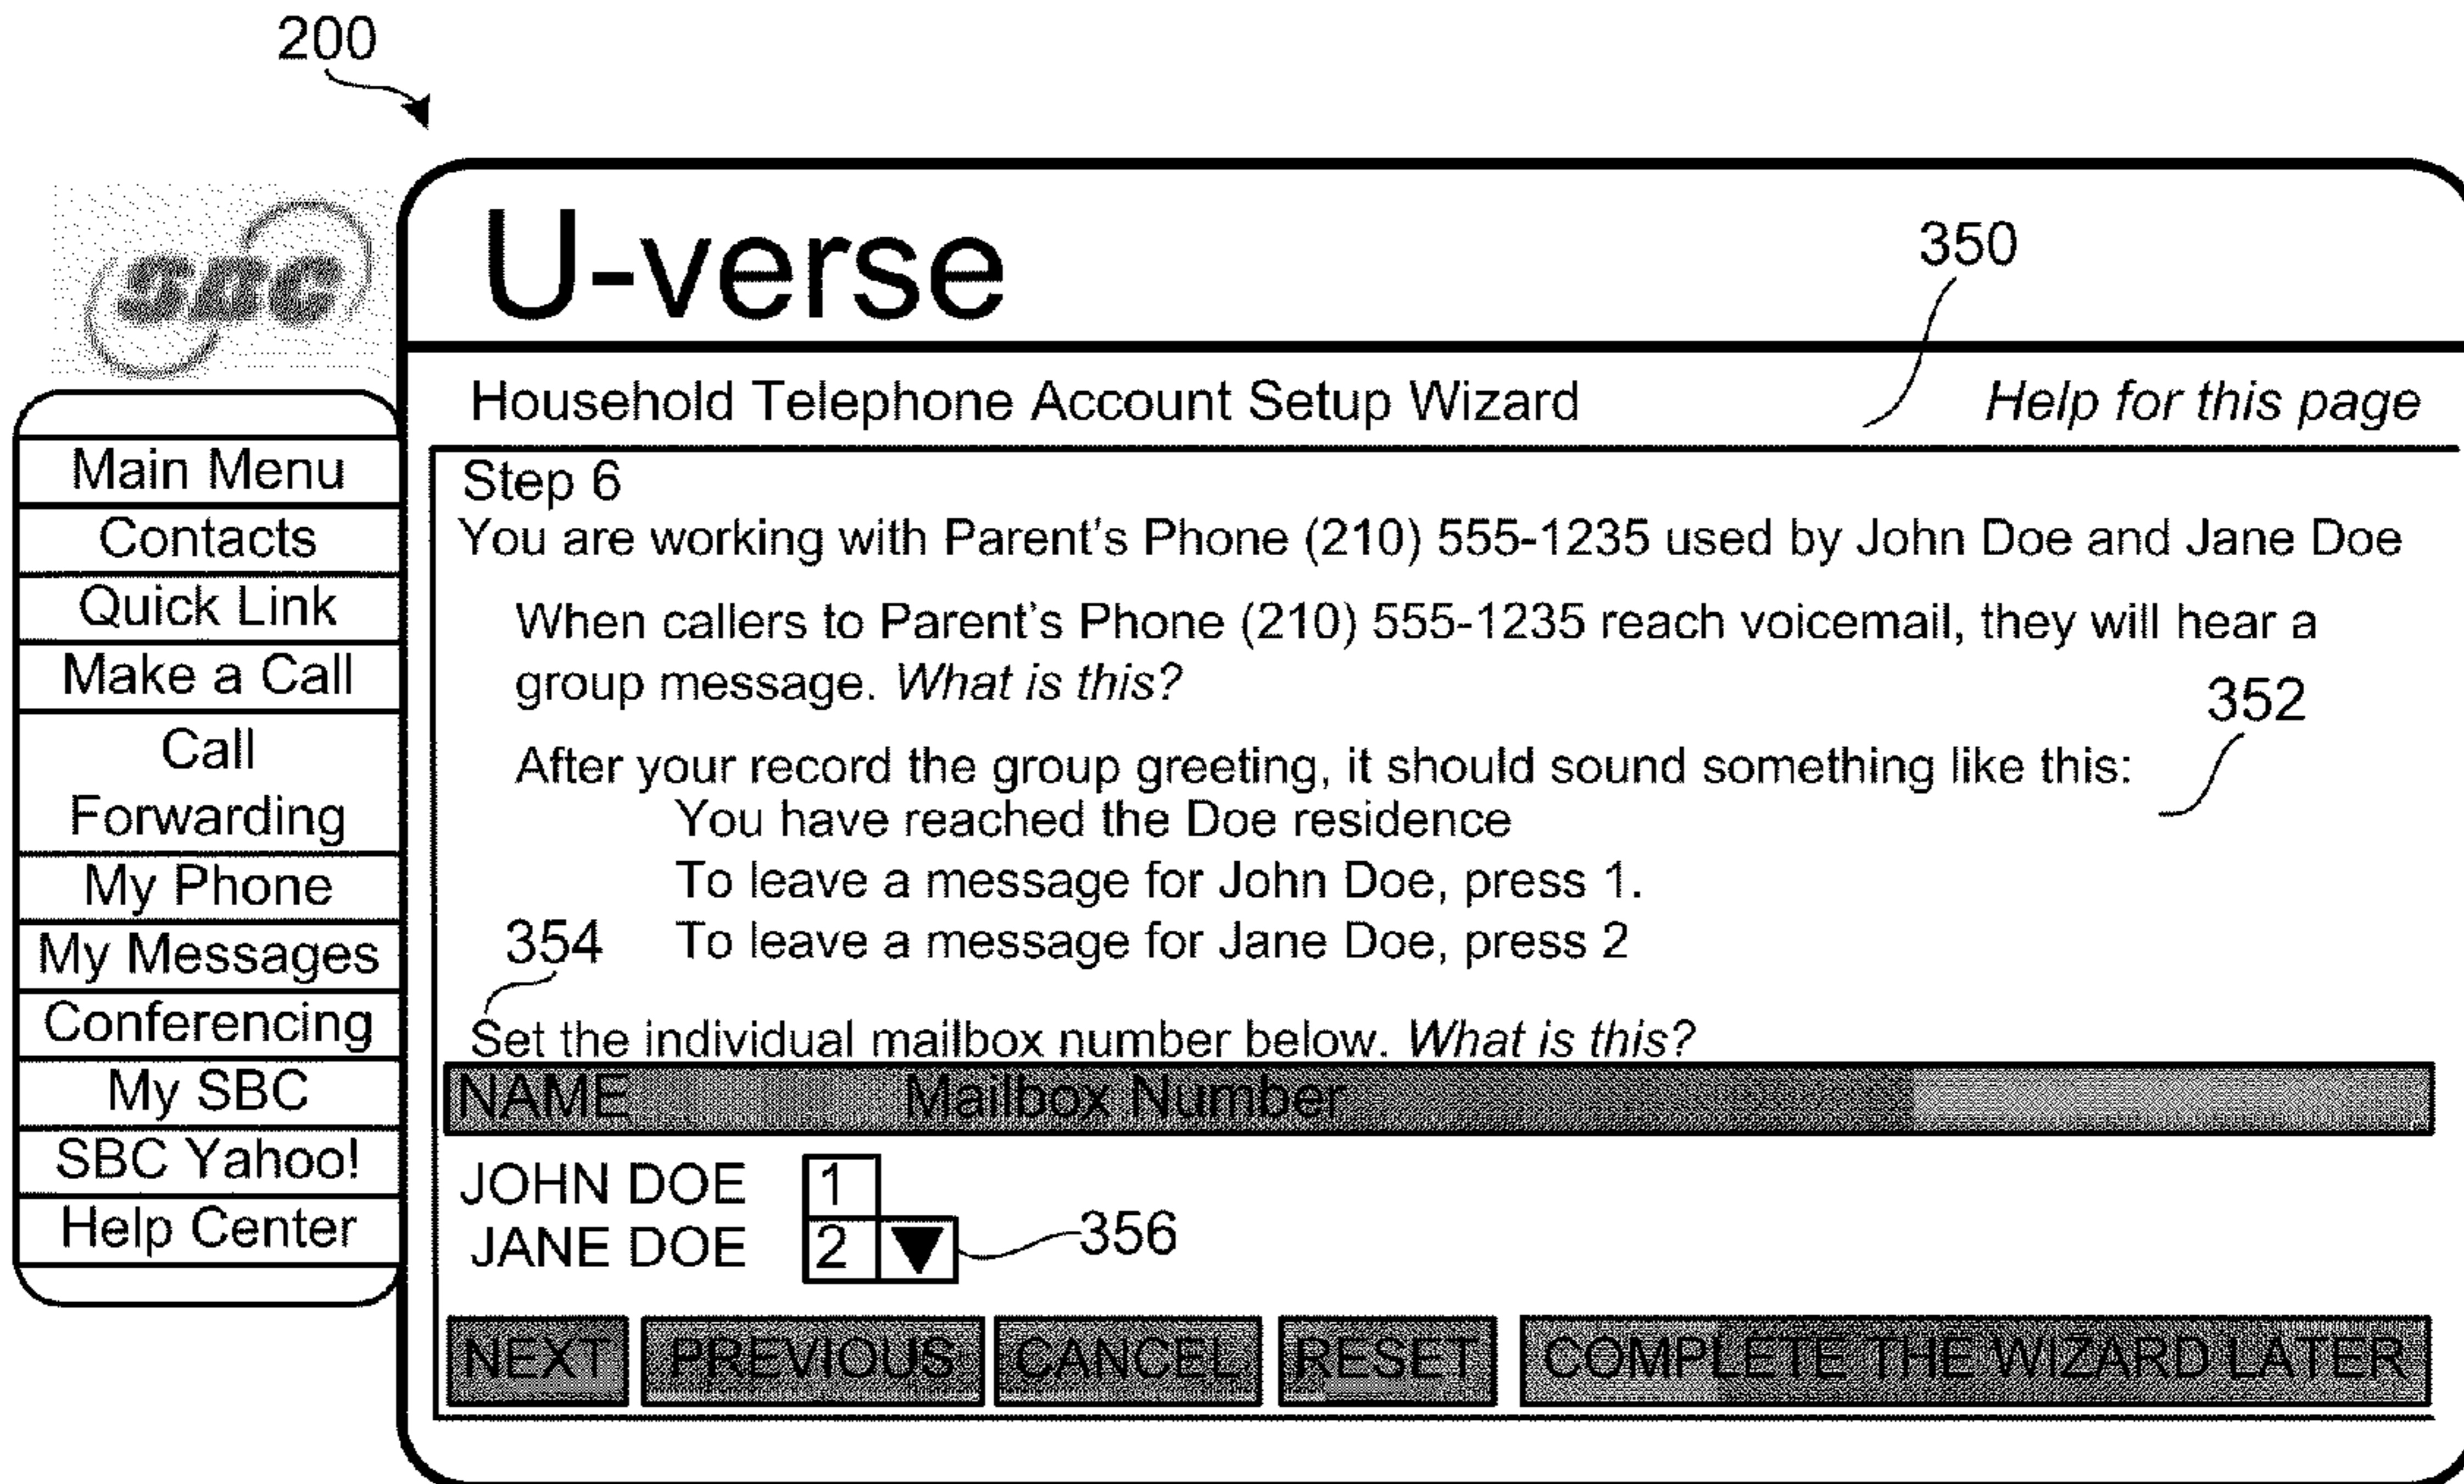 200
SBC
U-verse
350
Household Telephone Account Setup Wizard Help for this page
Main Menu
Contacts
Quick Link
Make a Call
Call
Forwarding
My Phone
My Messages
Conferencing
My SBC
SBC Yahoo!
Help Center
Step 6
You are working with Parent's Phone (210) 555-1235 used by John Doe and Jane Doe
When callers to Parent's Phone (210) 555-1235 reach voicemail, they will hear a
group message. What is this?
352
After your record the group greeting, it should sound something like this:
You have reached the Doe residence
To leave a message for John Doe, press 1.
354 To leave a message for Jane Doe, press 2
Set the individual mailbox number below. What is this?
NAME Mailbox Number
JOHN DOE 1
JANE DOE 2 356
NEXT PREVIOUS CANCEL RESET COMPLETE THE WIZARD LATER